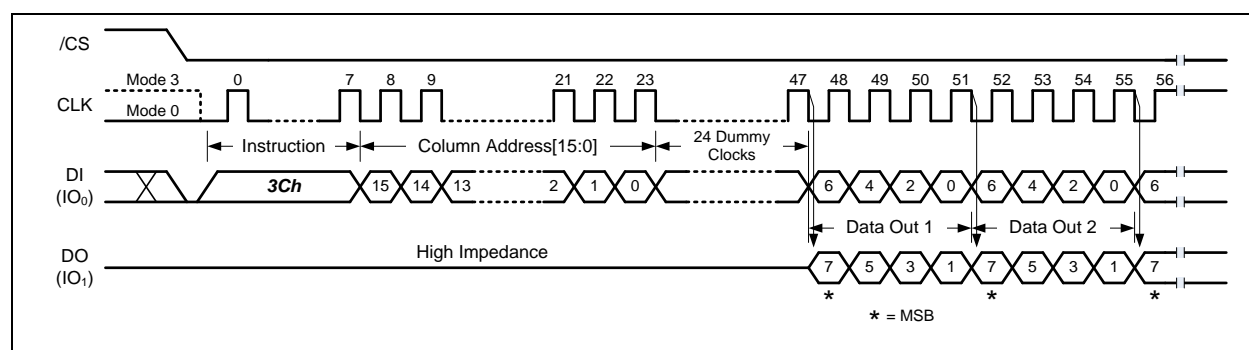 /CS
Mode 3 0 7 8 9 21 22 23 47 48 49 50 51 52 53 54 55 56
CLK
Mode 0
Instruction Column Address[15:0] 24 Dummy
Clocks
DI
(IO0)
3Ch 15 14 13 2 1 0 6 4 2 0 6 4 2 0 6
Data Out 1 Data Out 2
DO
(IO1)
High Impedance
7 5 3 1 7 5 3 1 7
* * *
* = MSB